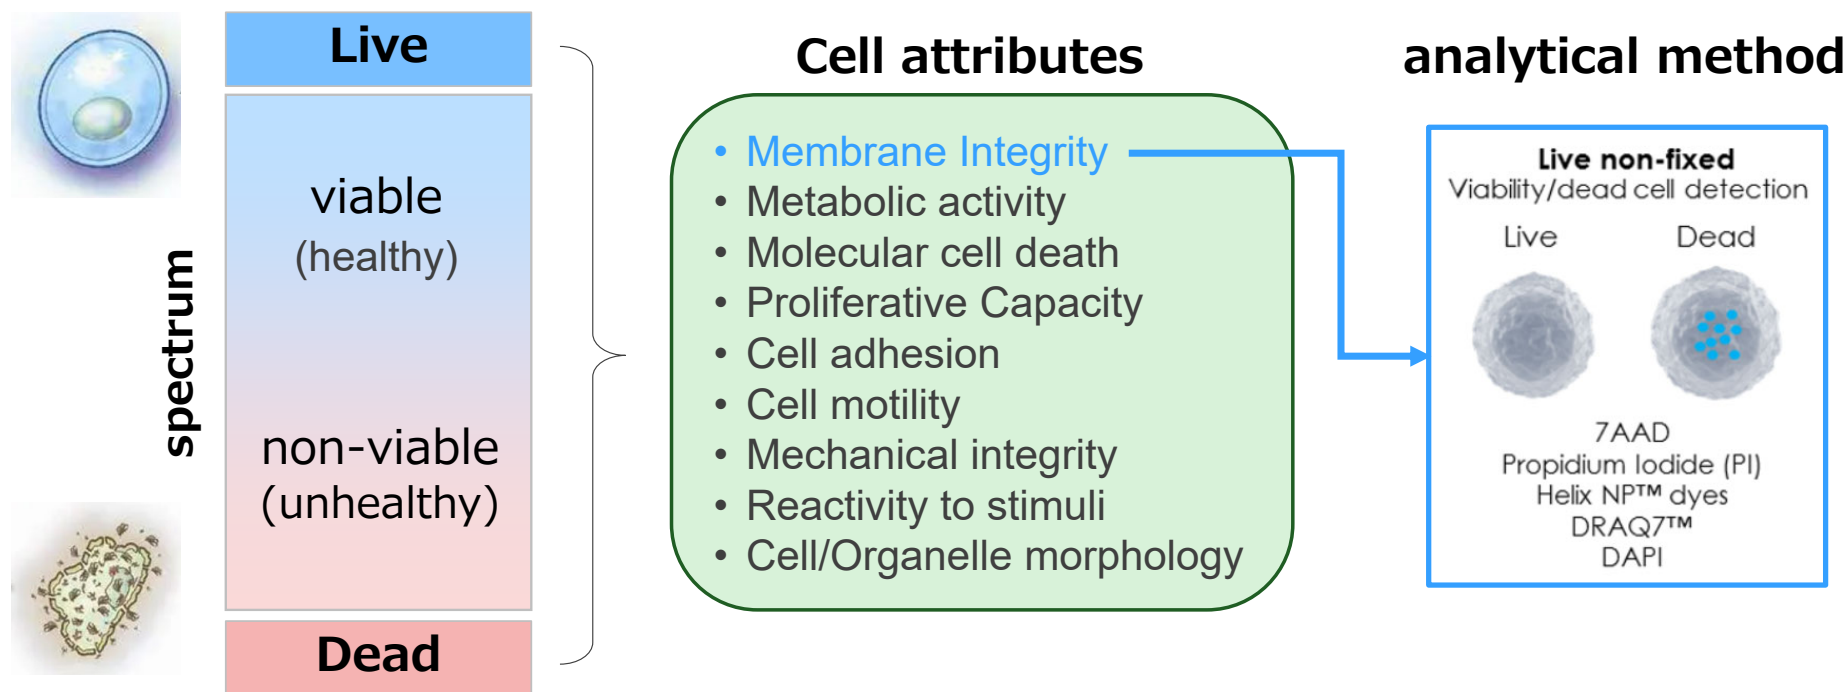 Live
viable
(healthy)
non-viable
(unhealthy)
Dead
spectrum
Cell attributes
• Membrane Integrity
• Metabolic activity
• Molecular cell death
• Proliferative Capacity
• Cell adhesion
• Cell motility
• Mechanical integrity
• Reactivity to stimuli
• Cell/Organelle morphology
analytical method
Live non-fixed
Viability/dead cell detection
Live Dead
7AAD
Propidium Iodide (PI)
Helix NP™ dyes
DRAQ7™
DAPI